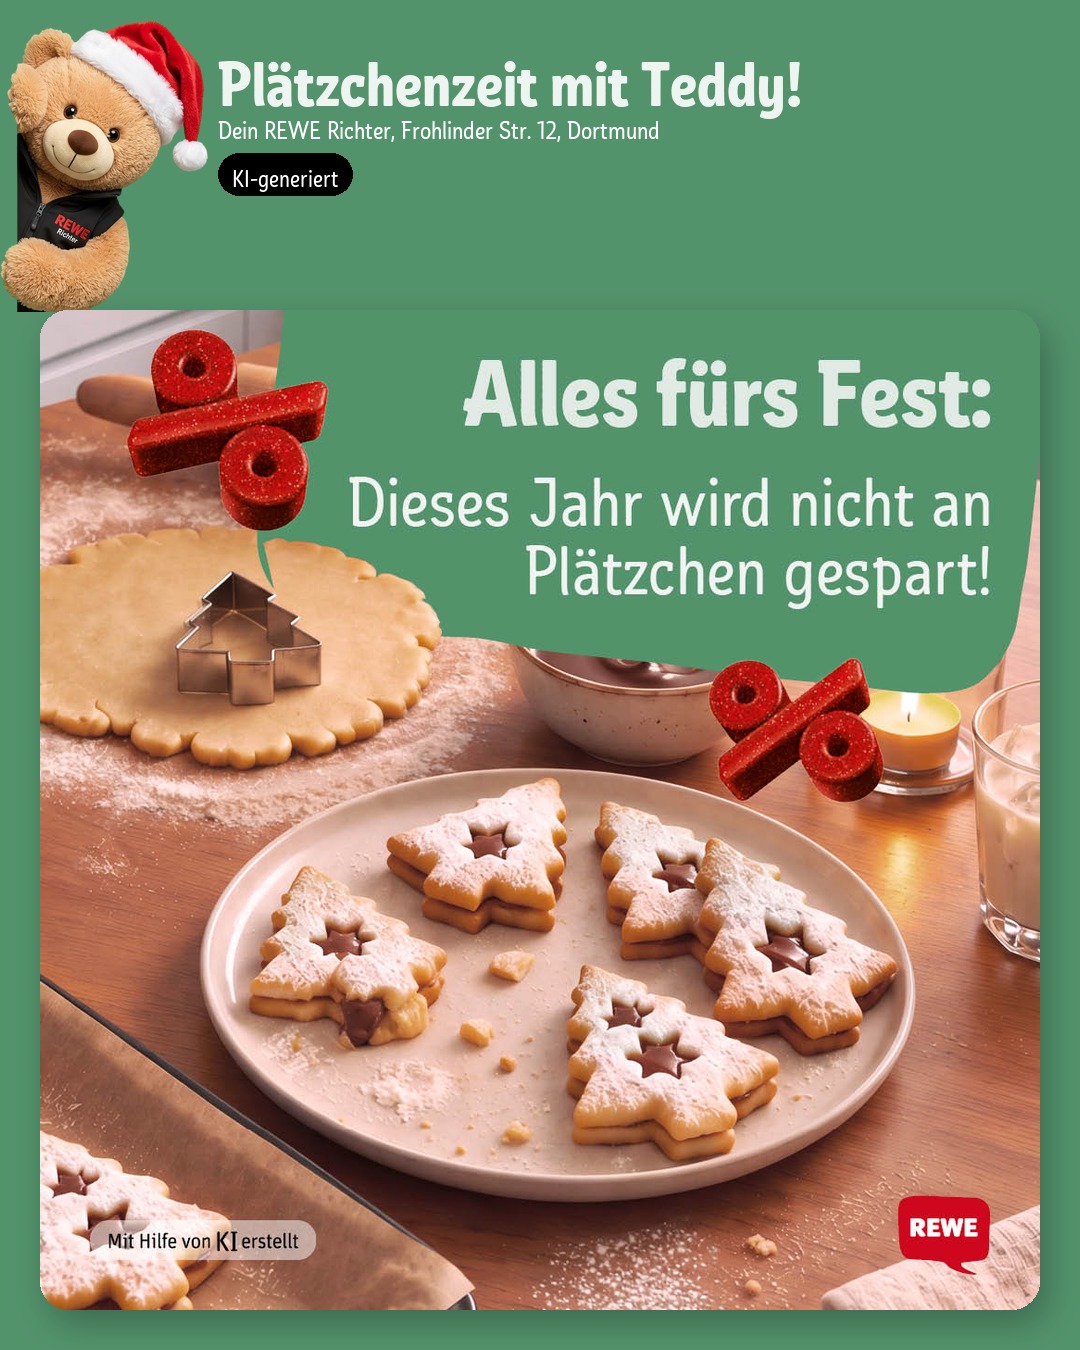 Plätzchenzeit mit Teddy!
Dein REWE Richter, Frohlinder Str. 12, Dortmund
KI-generiert
REWE
Richter
Alles fürs Fest:
Dieses Jahr wird nicht an
Plätzchen gespart!
Mit Hilfe von KI erstellt
REWE